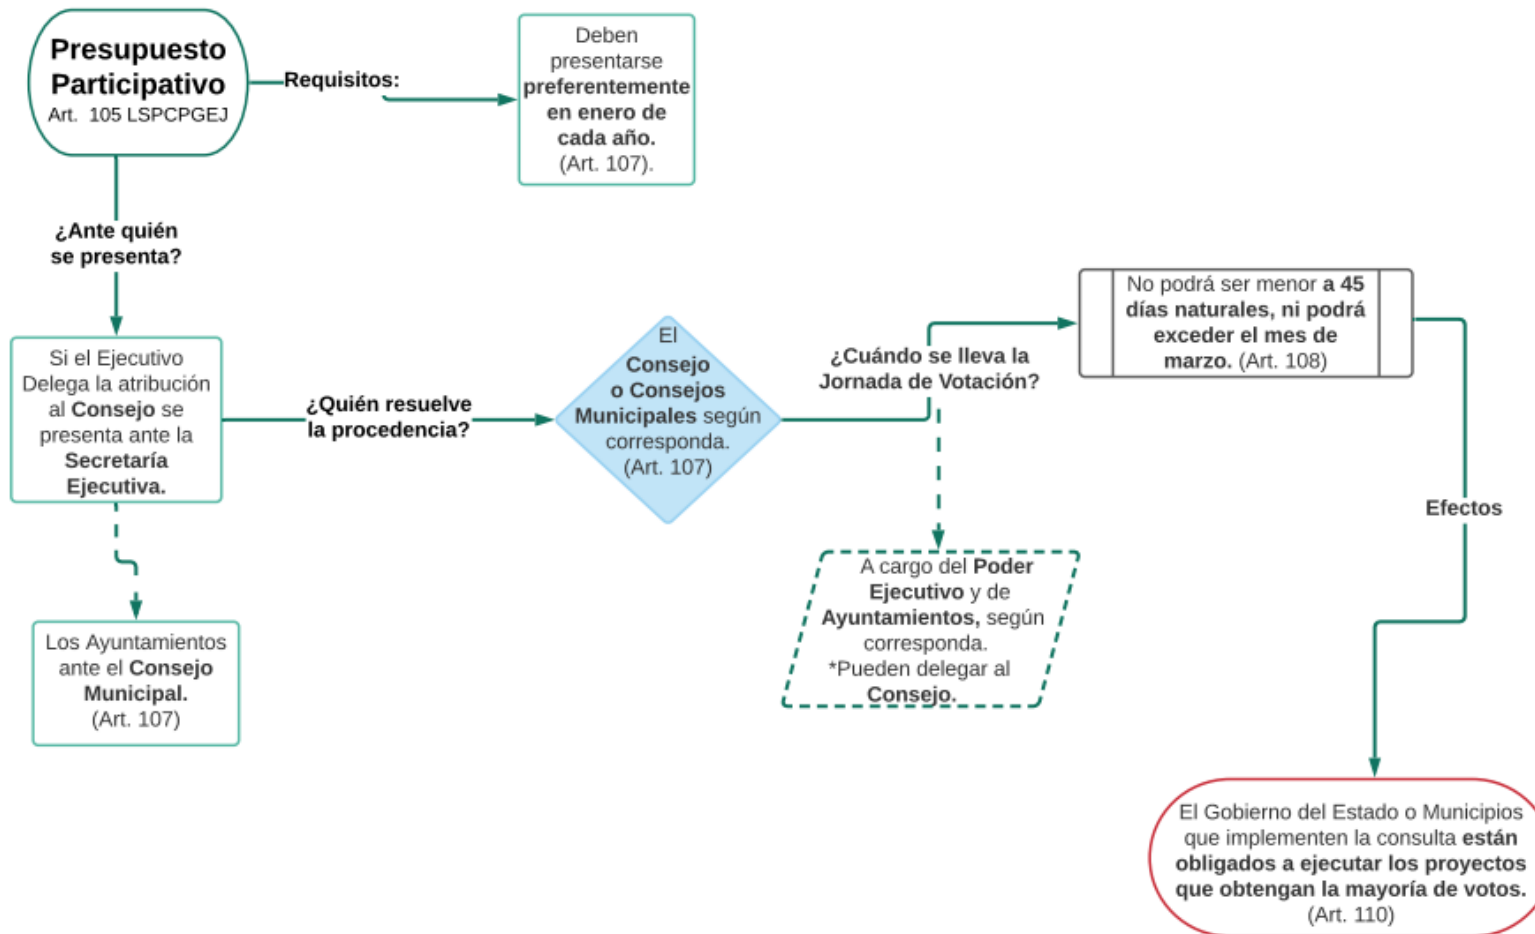 Presupuesto
Participativo
Art. 105 LSPCPGEJ
Requisitos:
Deben
presentarse
preferentemente
en enero de
cada año.
(Art. 107).
¿Ante quién
se presenta?
Si el Ejecutivo
Delega la atribución
al Consejo se
presenta ante la
Secretaría
Ejecutiva.
Los Ayuntamientos
ante el Consejo
Municipal.
(Art. 107)
¿Quién resuelve
la procedencia?
El
Consejo
o Consejos
Municipales según
corresponda.
(Art. 107)
¿Cuándo se lleva la
Jornada de Votación?
No podrá ser menor a 45
días naturales, ni podrá
exceder el mes de
marzo. (Art. 108)
A cargo del Poder
Ejecutivo y de
Ayuntamientos, según
corresponda.
*Pueden delegar al
Consejo.
Efectos
El Gobierno del Estado o Municipios
que implementen la consulta están
obligados a ejecutar los proyectos
que obtengan la mayoría de votos.
(Art. 110)